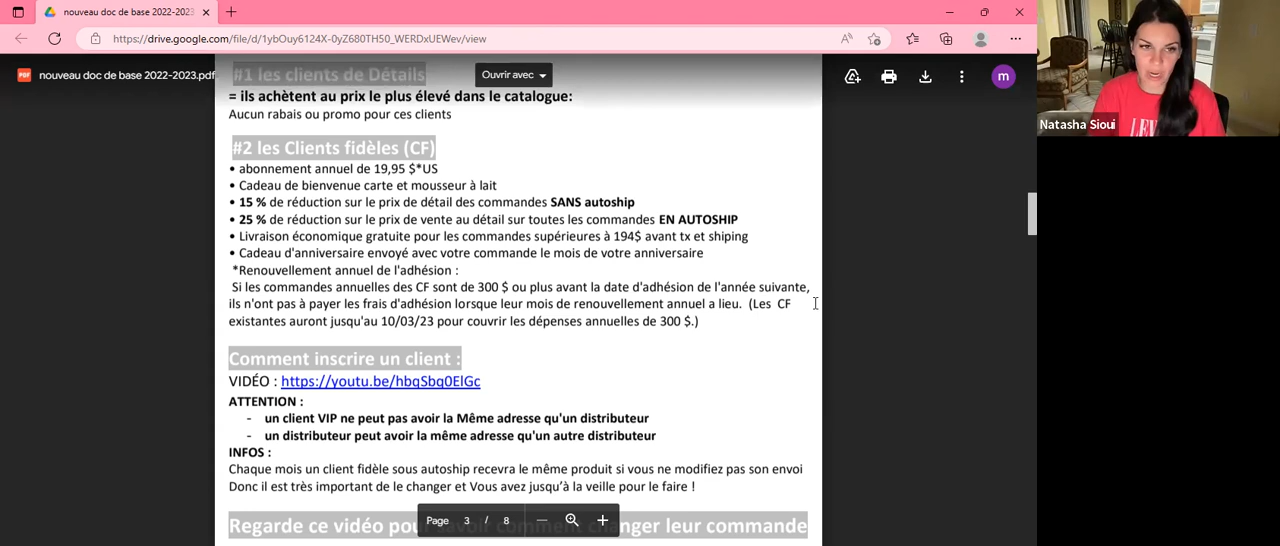 nouveau doc de base 2022-2023
https://drive.google.com/file/d/1ybOuy6124X-0yZ680TH50_WERDxUEWev/view
nouveau doc de base 2022-2023.pdf
Ouvrir avec
m
Natasha Sioui
#1 les clients de Détails
= ils achètent au prix le plus élevé dans le catalogue:
Aucun rabais ou promo pour ces clients
#2 les Clients fidèles (CF)
• abonnement annuel de 19,95 $*US
• Cadeau de bienvenue carte et mousseur à lait
• 15 % de réduction sur le prix de détail des commandes SANS autoship
• 25 % de réduction sur le prix de vente au détail sur toutes les commandes EN AUTOSHIP
• Livraison économique gratuite pour les commandes supérieures à 194$ avant tx et shiping
• Cadeau d'anniversaire envoyé avec votre commande le mois de votre anniversaire
*Renouvellement annuel de l'adhésion :
Si les commandes annuelles des CF sont de 300 $ ou plus avant la date d'adhésion de l'année suivante,
ils n'ont pas à payer les frais d'adhésion lorsque leur mois de renouvellement annuel a lieu. (Les CF
existantes auront jusqu'au 10/03/23 pour couvrir les dépenses annuelles de 300 $.)
Comment inscrire un client :
VIDÉO : https://youtu.be/hbqSbq0ElGc
ATTENTION :
- un client VIP ne peut pas avoir la Même adresse qu'un distributeur
- un distributeur peut avoir la même adresse qu'un autre distributeur
INFOS :
Chaque mois un client fidèle sous autoship recevra le même produit si vous ne modifiez pas son envoi
Donc il est très important de le changer et Vous avez jusqu'à la veille pour le faire !
Regarde ce vidéo pour savoir comment changer leur commande
Page 3 / 8